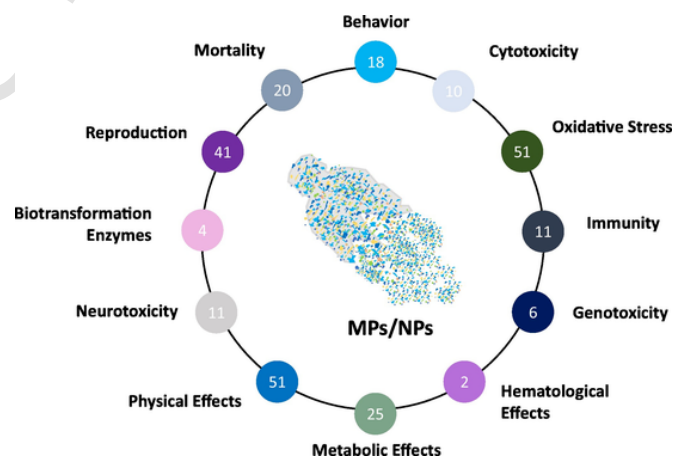 Behavior
18
Cytotoxicity
10
Oxidative Stress
51
Immunity
11
Genotoxicity
6
Hematological
Effects
2
Metabolic Effects
25
Physical Effects
51
Neurotoxicity
11
Biotransformation
Enzymes
4
Reproduction
41
Mortality
20
MPs/NPs